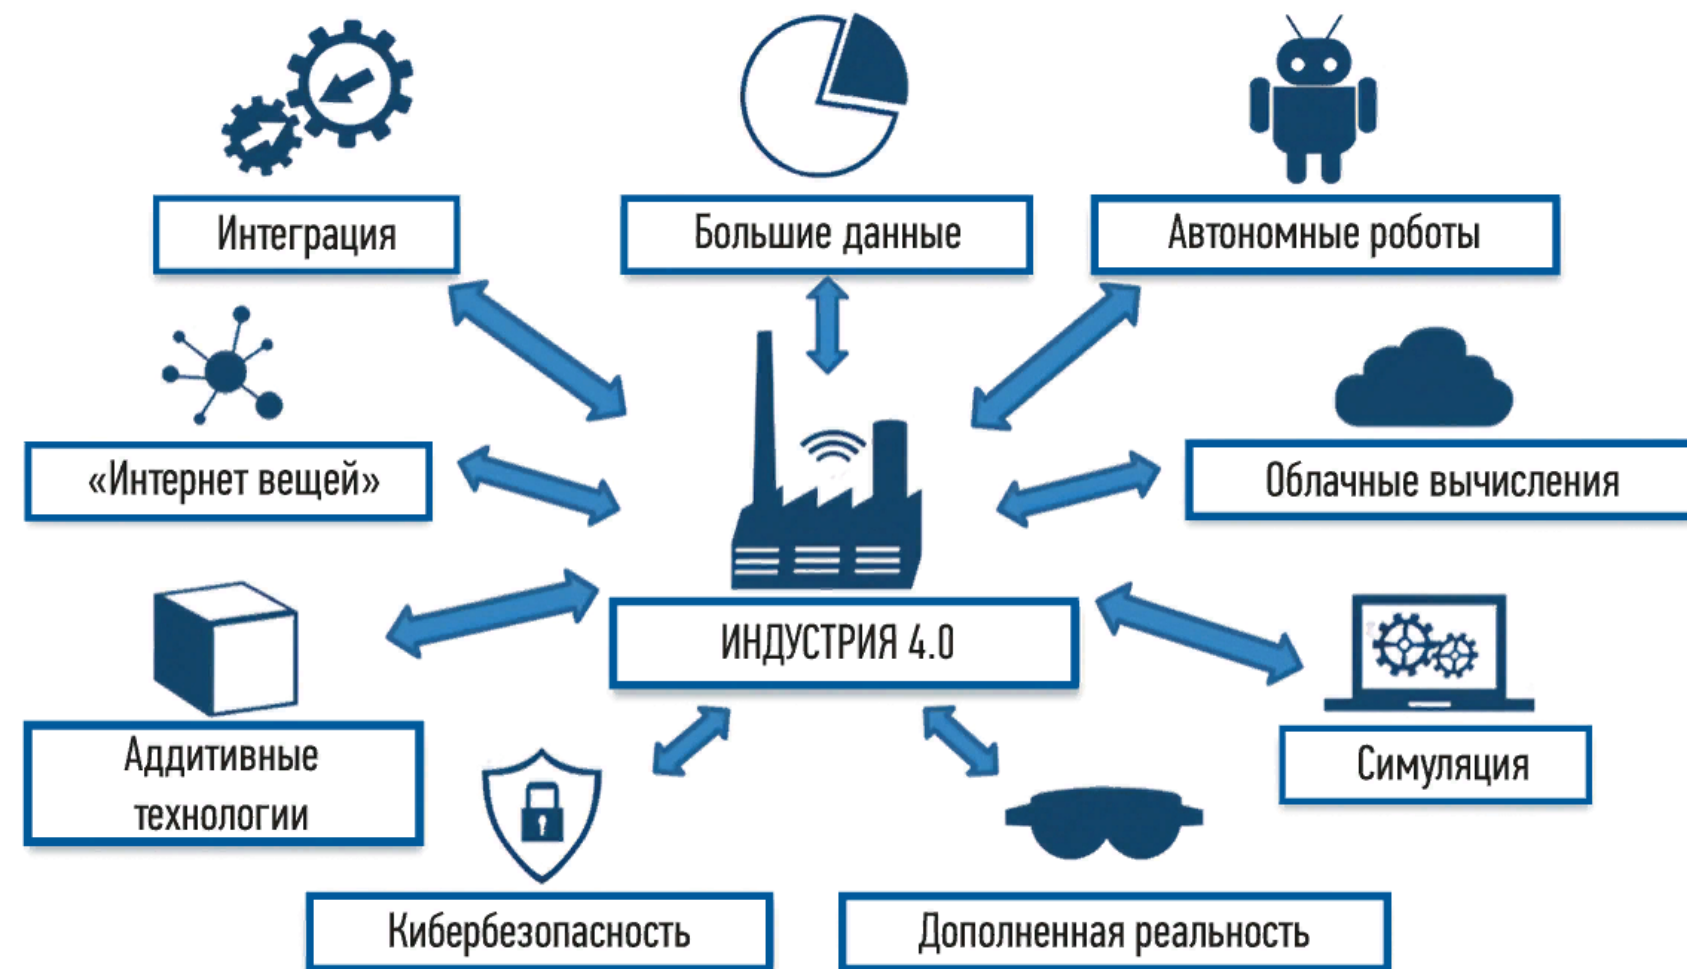 Интеграция
Большие данные
Автономные роботы
«Интернет вещей»
Облачные вычисления
ИНДУСТРИЯ 4.0
Аддитивные
технологии
Симуляция
Кибербезопасность
Дополненная реальность